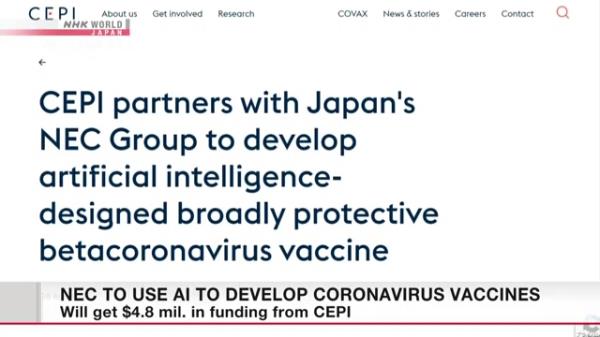 CEPI About us Get involved Research COVAX News & stories Careers Contact
NHK WORLD
JAPAN
CEPI partners with Japan's
NEC Group to develop
artificial intelligence-
designed broadly protective
betacoronavirus vaccine
NEC TO USE AI TO DEVELOP CORONAVIRUS VACCINES
Will get $4.8 mil. in funding from CEPI